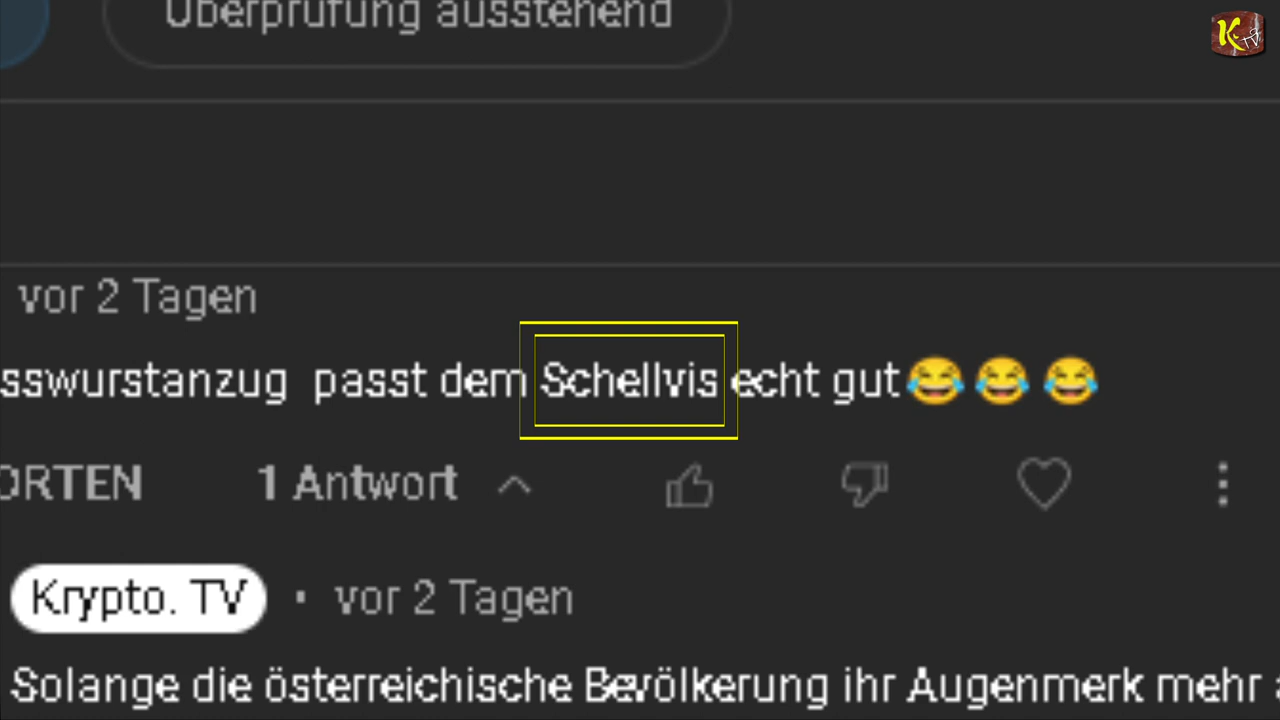 Überprüfung ausstehend
K TV
vor 2 Tagen
sswurstanzug passt dem Schellvis echt gut😂😂😂
ORTEN 1 Antwort
Krypto. TV · vor 2 Tagen
Solange die österreichische Bevölkerung ihr Augenmerk mehr